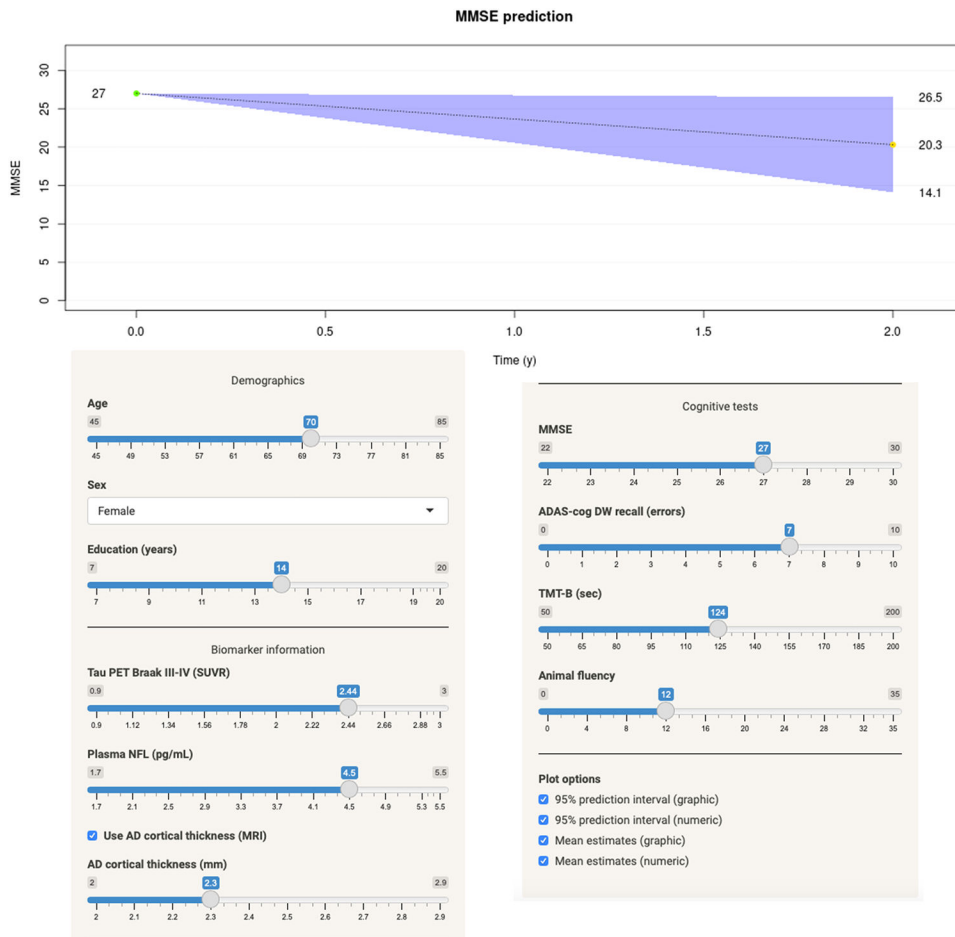 MMSE prediction
MMSE
30
25
20
15
10
5
0
27
26.5
20.3
14.1
0.0 0.5 1.0 1.5 2.0
Time (y)
Demographics
Age
45 70 85
45 49 53 57 61 65 69 73 77 81 85
Sex
Female
Education (years)
7 14 20
7 9 11 13 15 17 19 20
Biomarker information
Tau PET Braak III-IV (SUVR)
0.9 2.44 3
0.9 1.12 1.34 1.56 1.78 2 2.22 2.44 2.66 2.88 3
Plasma NFL (pg/mL)
1.7 4.5 5.5
1.7 2.1 2.5 2.9 3.3 3.7 4.1 4.5 4.9 5.3 5.5
Use AD cortical thickness (MRI)
AD cortical thickness (mm)
2 2.3 2.9
2 2.1 2.2 2.3 2.4 2.5 2.6 2.7 2.8 2.9
Cognitive tests
MMSE
22 27 30
22 23 24 25 26 27 28 29 30
ADAS-cog DW recall (errors)
0 7 10
0 1 2 3 4 5 6 7 8 9 10
TMT-B (sec)
50 124 200
50 65 80 95 110 125 140 155 170 185 200
Animal fluency
0 12 35
0 4 8 12 16 20 24 28 32 35
Plot options
95% prediction interval (graphic)
95% prediction interval (numeric)
Mean estimates (graphic)
Mean estimates (numeric)